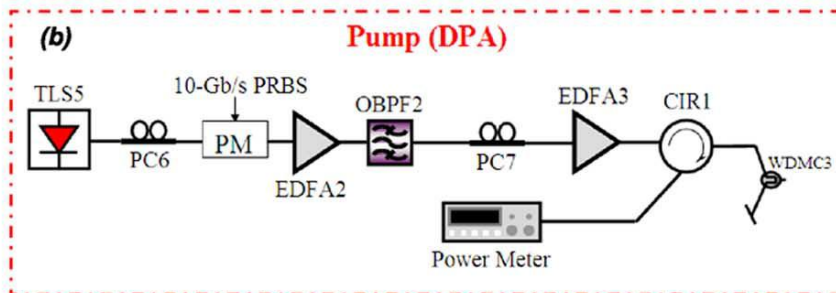 (b)
Pump (DPA)
10-Gb/s PRBS
TLS5
OBPF2
EDFA3
CIR1
PC6
PM
EDFA2
PC7
WDMC3
Power Meter